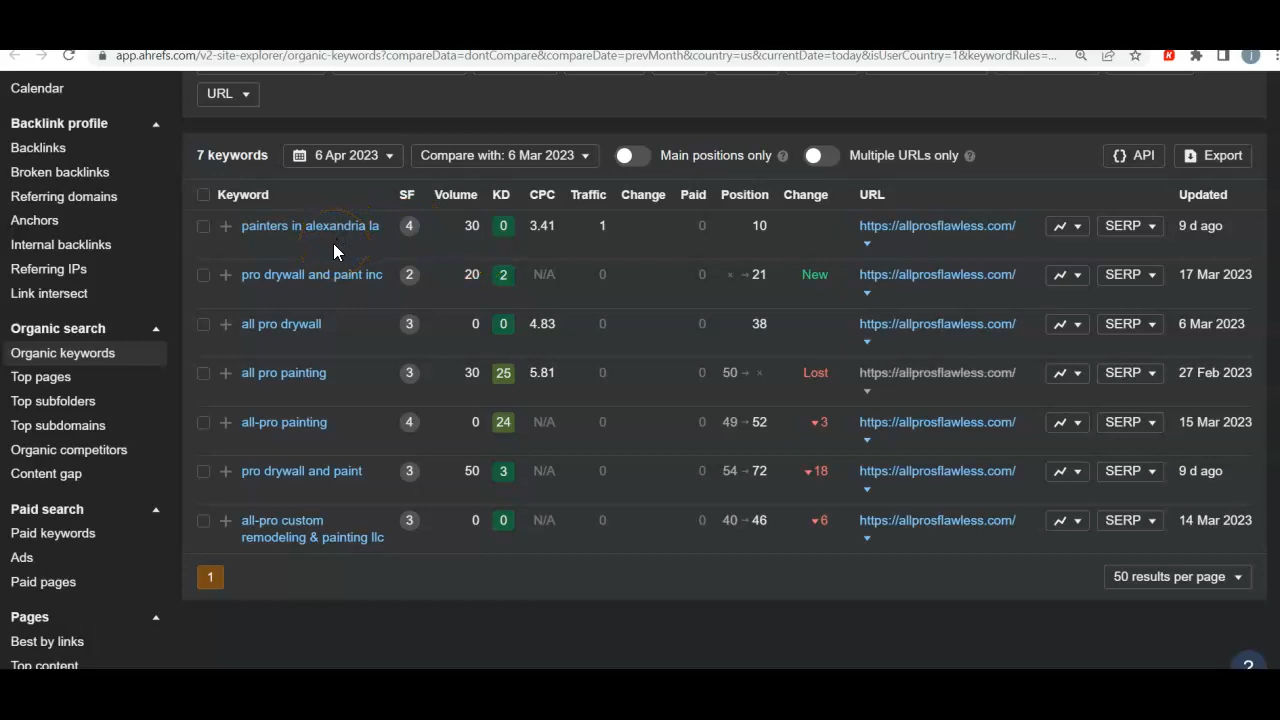 app.ahrefs.com/v2-site-explorer/organic-keywords?compareData=dontCompare&compareDate=prevMonth&country=us&currentDate=today&isUserCountry=1&keywordRules=...
Calendar
Backlink profile
Backlinks
Broken backlinks
Referring domains
Anchors
Internal backlinks
Referring IPs
Link intersect
Organic search
Organic keywords
Top pages
Top subfolders
Top subdomains
Organic competitors
Content gap
Paid search
Paid keywords
Ads
Paid pages
Pages
Best by links
Top content
URL
7 keywords 6 Apr 2023 Compare with: 6 Mar 2023 Main positions only ? Multiple URLs only ? {} API Export
Keyword SF Volume KD CPC Traffic Change Paid Position Change URL Updated
painters in alexandria la 4 30 0 3.41 1 0 10 https://allprosflawless.com/ SERP 9 d ago
pro drywall and paint inc 2 20 2 N/A 0 0 × → 21 New https://allprosflawless.com/ SERP 17 Mar 2023
all pro drywall 3 0 0 4.83 0 0 38 https://allprosflawless.com/ SERP 6 Mar 2023
all pro painting 3 30 25 5.81 0 0 50 → × Lost https://allprosflawless.com/ SERP 27 Feb 2023
all-pro painting 4 0 24 N/A 0 0 49 → 52 3 https://allprosflawless.com/ SERP 15 Mar 2023
pro drywall and paint 3 50 3 N/A 0 0 54 → 72 18 https://allprosflawless.com/ SERP 9 d ago
all-pro custom 3 0 0 N/A 0 0 40 → 46 6 https://allprosflawless.com/ SERP 14 Mar 2023
remodeling & painting llc
1 50 results per page
?